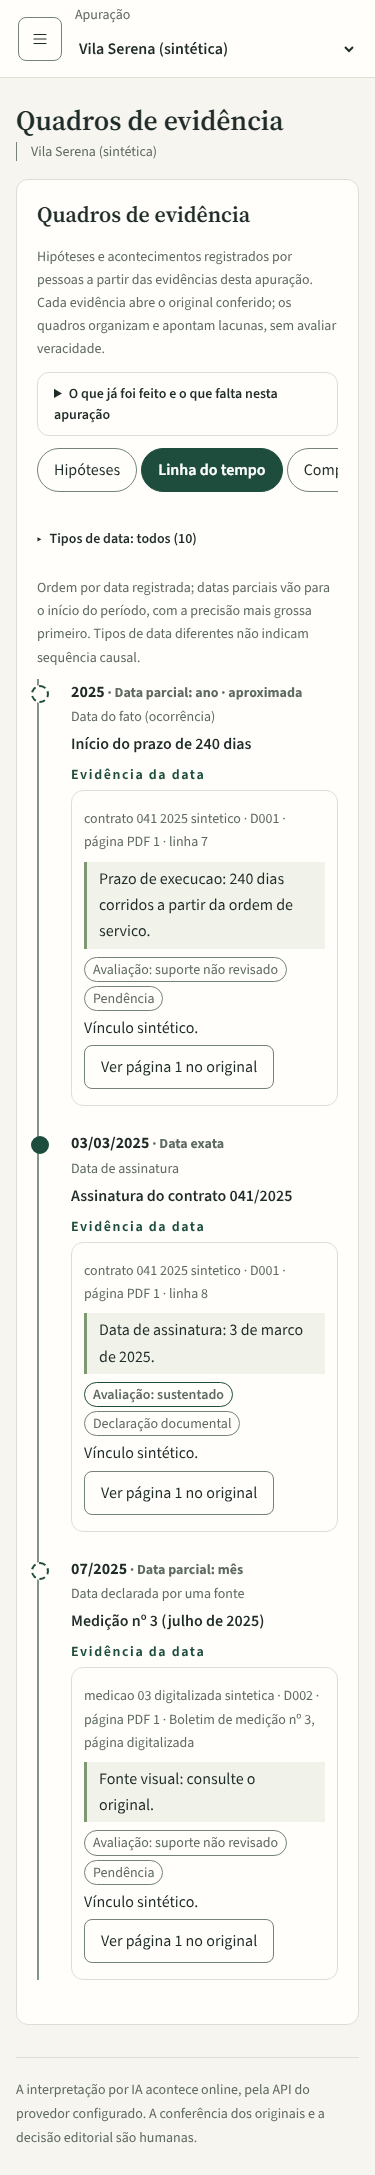 Apuração
Vila Serena (sintética)
Quadros de evidência
Vila Serena (sintética)
Quadros de evidência
Hipóteses e acontecimentos registrados por
pessoas a partir das evidências desta apuração.
Cada evidência abre o original conferido; os
quadros organizam e apontam lacunas, sem avaliar
veracidade.
O que já foi feito e o que falta nesta
apuração
Hipóteses
Linha do tempo
Comp
Tipos de data: todos (10)
Ordem por data registrada; datas parciais vão para
o início do período, com a precisão mais grossa
primeiro. Tipos de data diferentes não indicam
sequência causal.
2025 · Data parcial: ano · aproximada
Data do fato (ocorrência)
Início do prazo de 240 dias
Evidência da data
contrato 041 2025 sintetico · D001 ·
página PDF 1 · linha 7
Prazo de execucao: 240 dias
corridos a partir da ordem de
servico.
Avaliação: suporte não revisado
Pendência
Vínculo sintético.
Ver página 1 no original
03/03/2025 · Data exata
Data de assinatura
Assinatura do contrato 041/2025
Evidência da data
contrato 041 2025 sintetico · D001 ·
página PDF 1 · linha 8
Data de assinatura: 3 de marco
de 2025.
Avaliação: sustentado
Declaração documental
Vínculo sintético.
Ver página 1 no original
07/2025 · Data parcial: mês
Data declarada por uma fonte
Medição nº 3 (julho de 2025)
Evidência da data
medicao 03 digitalizada sintetica · D002 ·
página PDF 1 · Boletim de medição nº 3,
página digitalizada
Fonte visual: consulte o
original.
Avaliação: suporte não revisado
Pendência
Vínculo sintético.
Ver página 1 no original
A interpretação por IA acontece online, pela API do
provedor configurado. A conferência dos originais e a
decisão editorial são humanas.